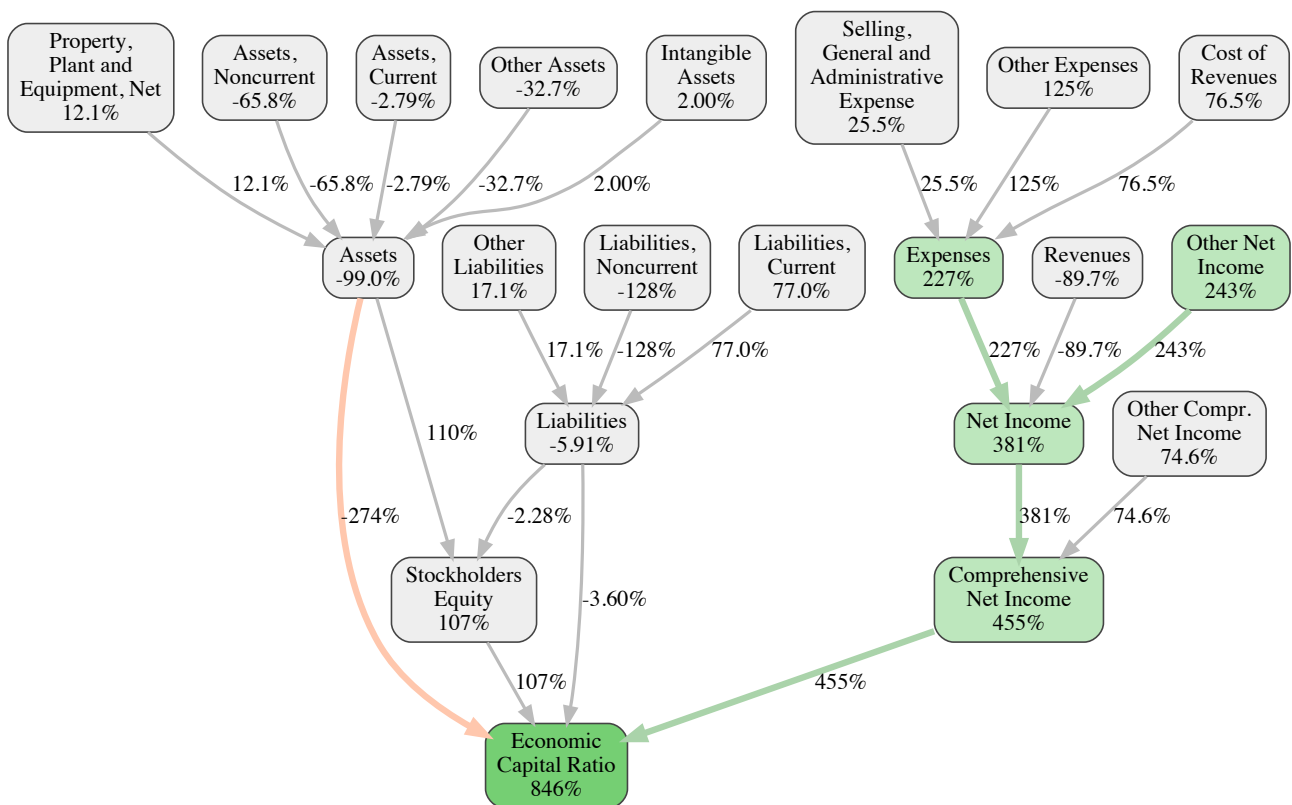 Property,
Plant and
Equipment, Net
12.1%
Assets,
Noncurrent
-65.8%
Assets,
Current
-2.79%
Other Assets
-32.7%
Intangible
Assets
2.00%
Selling,
General and
Administrative
Expense
25.5%
Other Expenses
125%
Cost of
Revenues
76.5%
12.1%
-65.8%
-2.79%
-32.7%
2.00%
25.5%
125%
76.5%
Assets
-99.0%
Other
Liabilities
17.1%
Liabilities,
Noncurrent
-128%
Liabilities,
Current
77.0%
Expenses
227%
Revenues
-89.7%
Other Net
Income
243%
17.1%
-128%
77.0%
227%
-89.7%
243%
110%
Liabilities
-5.91%
Net Income
381%
Other Compr.
Net Income
74.6%
-274%
-2.28%
381%
74.6%
Stockholders
Equity
107%
-3.60%
Comprehensive
Net Income
455%
107%
455%
Economic
Capital Ratio
846%